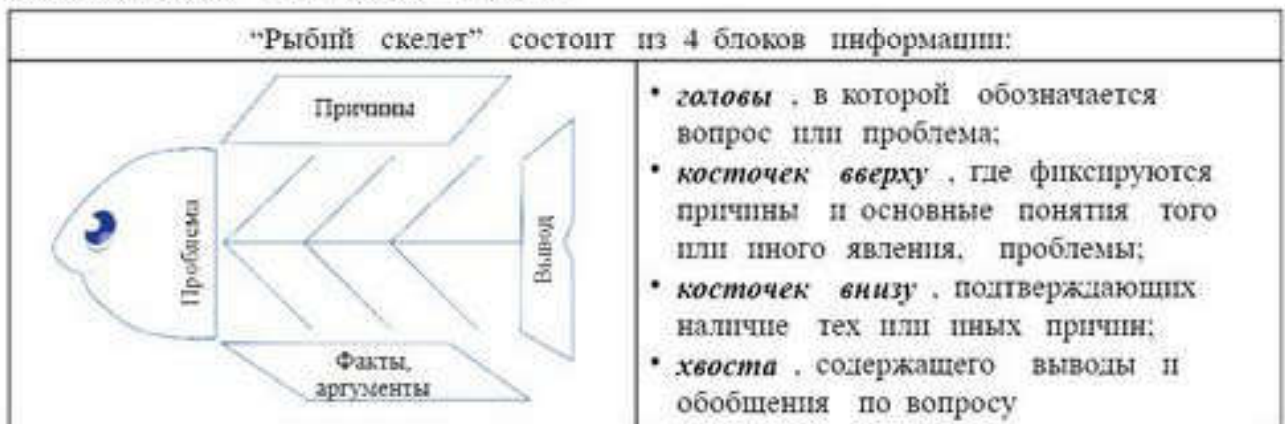 “Рыбий скелет” состоит из 4 блоков информации:
Причины
Проблема
Вывод
Факты,
аргументы
• головы , в которой обозначается
вопрос или проблема;
• косточек вверху , где фиксируются
причины и основные понятия того
или иного явления, проблемы;
• косточек внизу , подтверждающих
наличие тех или иных причин;
• хвоста , содержащего выводы и
обобщения по вопросу